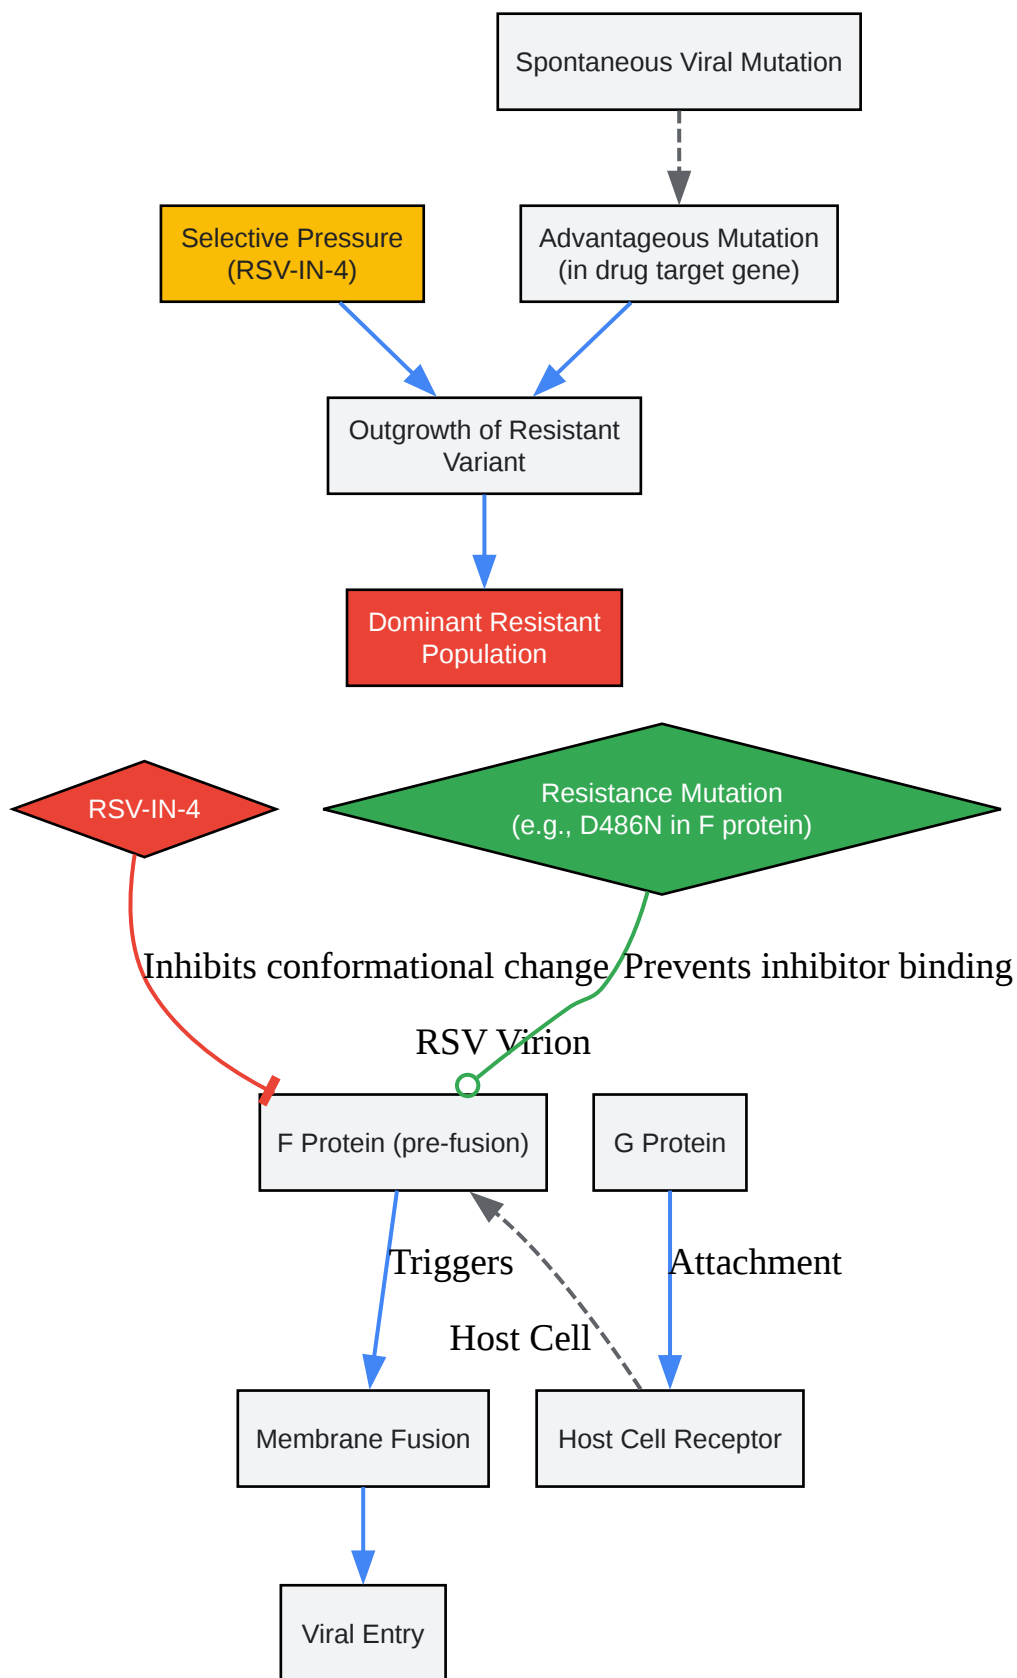 Spontaneous Viral Mutation
Selective Pressure
(RSV-IN-4)
Advantageous Mutation
(in drug target gene)
Outgrowth of Resistant
Variant
Dominant Resistant
Population
RSV-IN-4
Resistance Mutation
(e.g., D486N in F protein)
Inhibits conformational change
Prevents inhibitor binding
RSV Virion
F Protein (pre-fusion)
G Protein
Triggers
Attachment
Host Cell
Membrane Fusion
Host Cell Receptor
Viral Entry